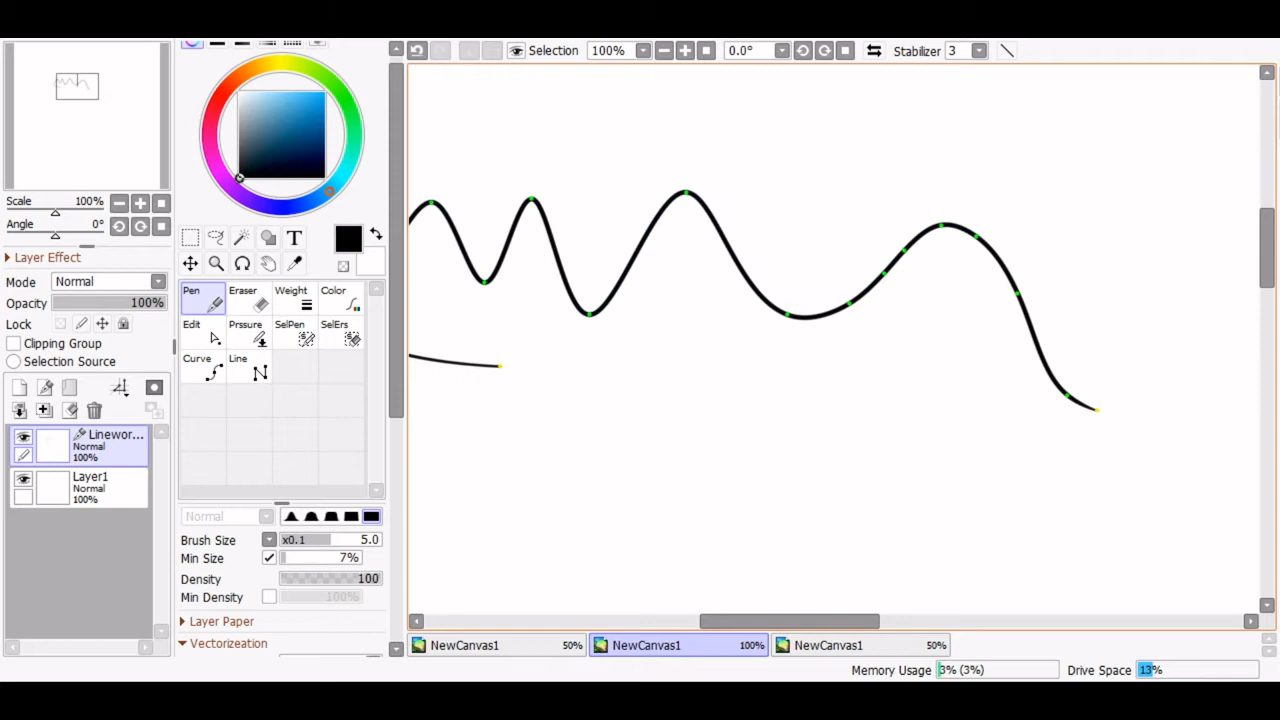 Selection 100% 0.0° Stabilizer 3
Scale 100%
Angle 0°
Layer Effect
Mode Normal
Opacity 100%
Lock
Clipping Group
Selection Source
Linewor...
Normal
100%
Layer1
Normal
100%
T
Pen Eraser Weight Color
Edit Prssure SelPen SelErs
Curve Line
Normal
Brush Size x0.1 5.0
Min Size 7%
Density 100
Min Density 100%
Layer Paper
Vectorizeation
NewCanvas1 50% NewCanvas1 100% NewCanvas1 50%
Memory Usage 3% (3%) Drive Space 13%